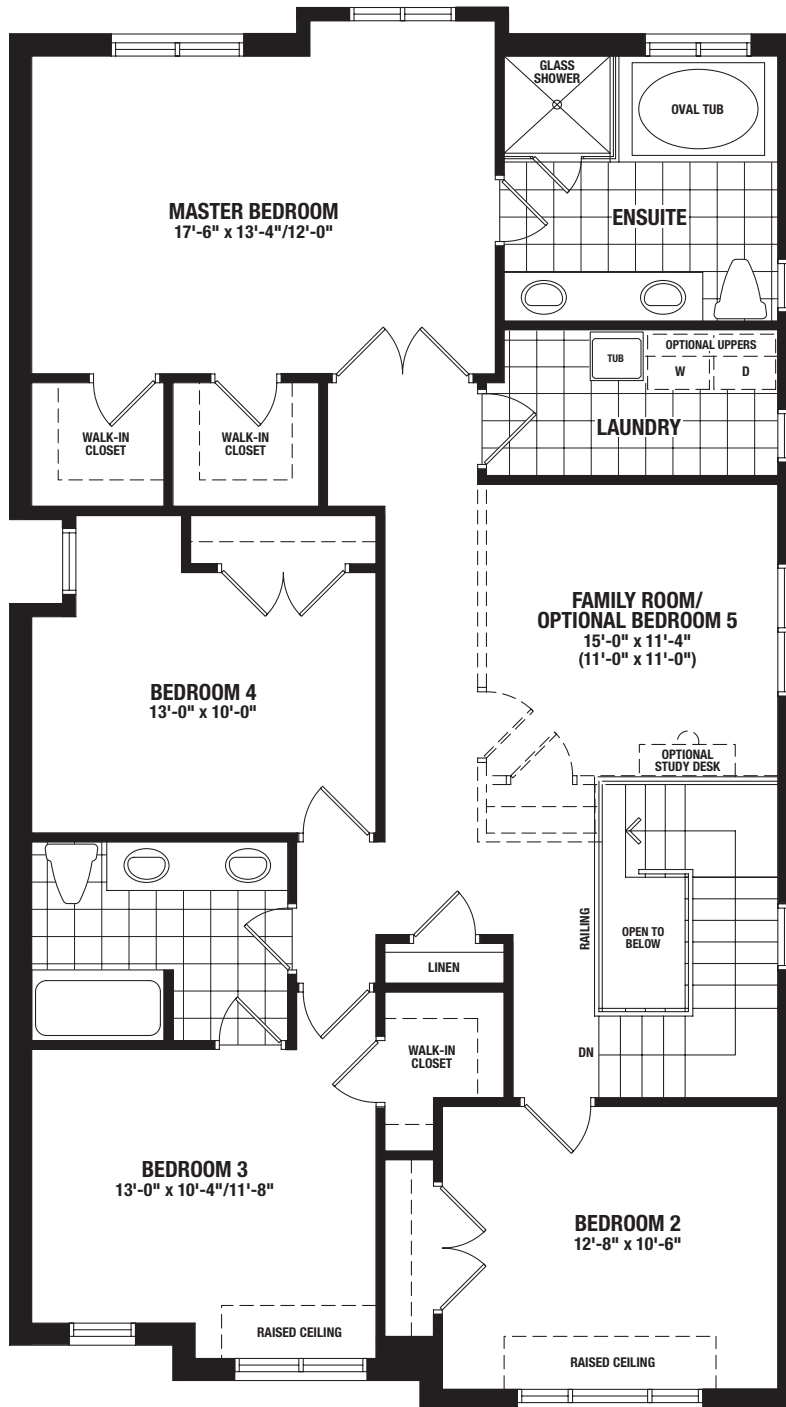 GLASS
SHOWER
OVAL TUB
MASTER BEDROOM
17'-6" x 13'-4"/12'-0"
ENSUITE
OPTIONAL UPPERS
TUB
W
D
WALK-IN
CLOSET
WALK-IN
CLOSET
LAUNDRY
FAMILY ROOM/
OPTIONAL BEDROOM 5
15'-0" x 11'-4"
(11'-0" x 11'-0")
BEDROOM 4
13'-0" x 10'-0"
OPTIONAL
STUDY DESK
RAILING
OPEN TO
BELOW
LINEN
WALK-IN
CLOSET
DN
BEDROOM 3
13'-0" x 10'-4"/11'-8"
BEDROOM 2
12'-8" x 10'-6"
RAISED CEILING
RAISED CEILING